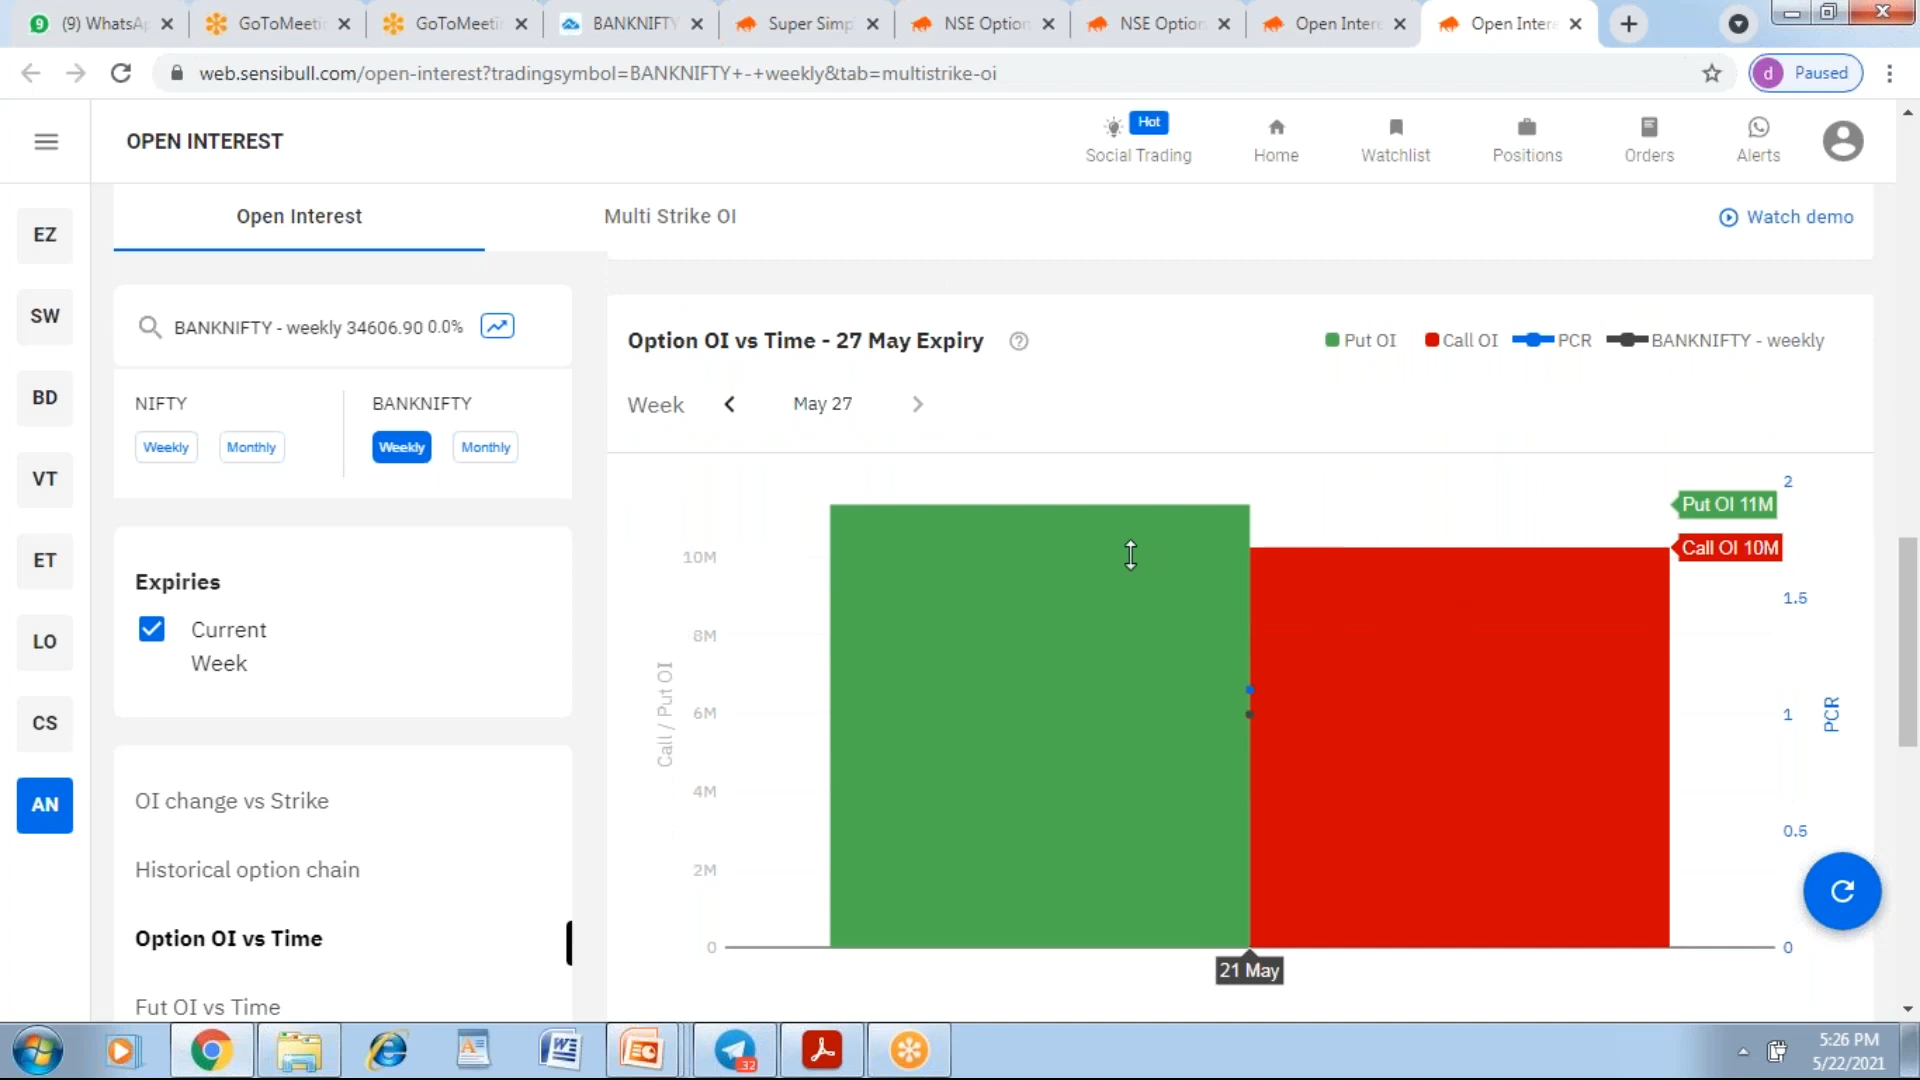 (9) WhatsAp
GoToMeetin
GoToMeetin
BANKNIFTY
Super Simp
NSE Option
NSE Option
Open Intere
Open Intere
web.sensibull.com/open-interest?tradingsymbol=BANKNIFTY+-+weekly&tab=multistrike-oi
d Paused
OPEN INTEREST
Hot
Social Trading
Home
Watchlist
Positions
Orders
Alerts
EZ
SW
BD
VT
ET
LO
CS
AN
Open Interest
Multi Strike OI
Watch demo
BANKNIFTY - weekly 34606.90 0.0%
NIFTY
BANKNIFTY
Weekly
Monthly
Weekly
Monthly
Expiries
Current
Week
OI change vs Strike
Historical option chain
Option OI vs Time
Fut OI vs Time
Option OI vs Time - 27 May Expiry
?
Put OI
Call OI
PCR
BANKNIFTY - weekly
Week
May 27
Call / Put OI
10M
8M
6M
4M
2M
0
Put OI 11M
Call OI 10M
2
1.5
1
0.5
0
PCR
21 May
32
5:26 PM
5/22/2021